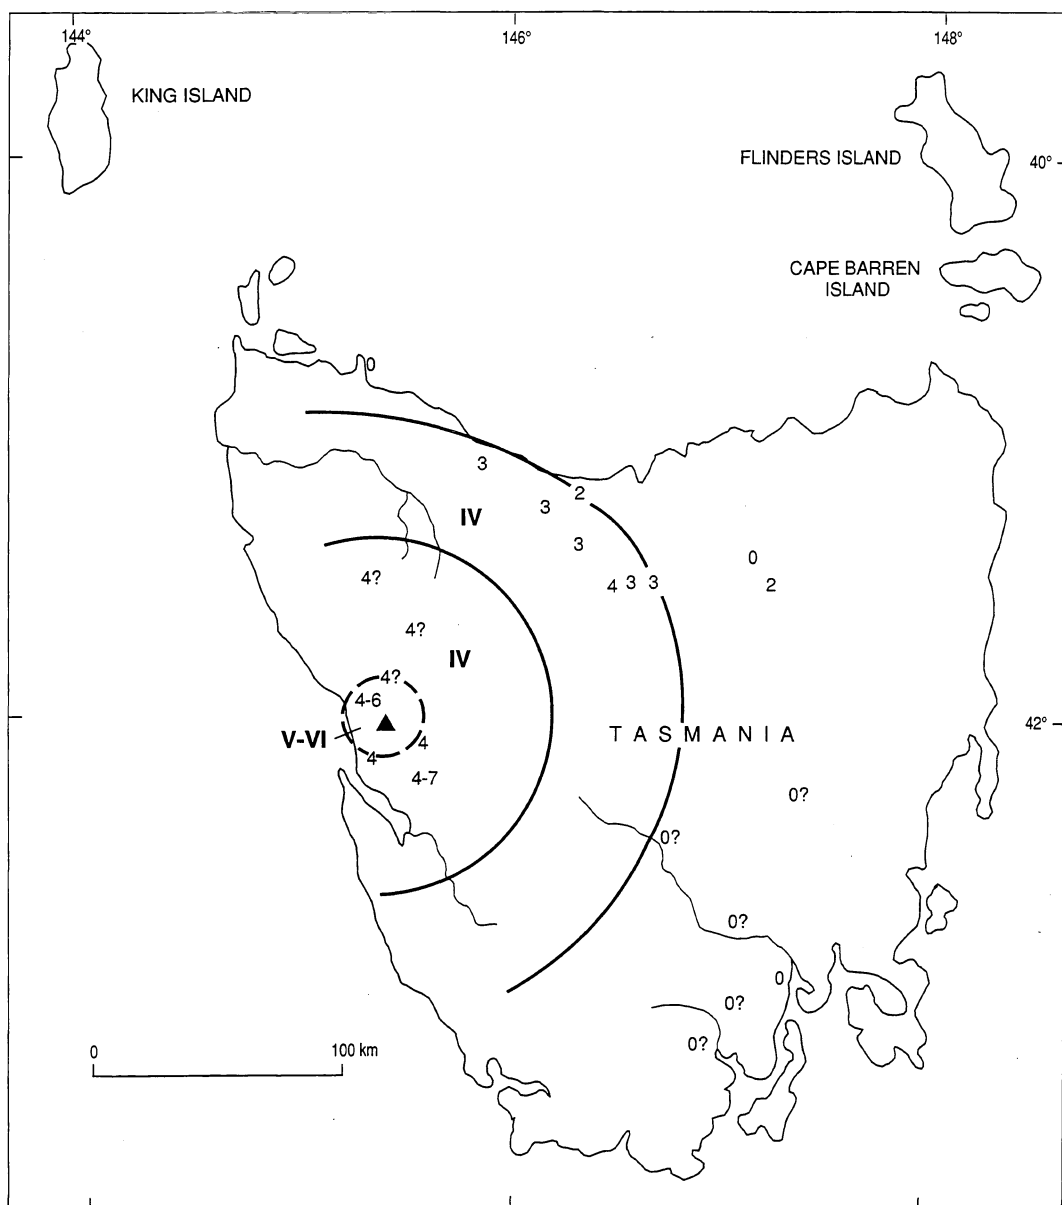 144°
146°
148°
KING ISLAND
FLINDERS ISLAND
40°
CAPE BARREN
ISLAND
0
3
2
3
IV
3
0
4?
4 3 3
2
4?
IV
4?
4-6
42°
TASMANIA
V-VI
4
4
4-7
0?
0?
0?
0
0?
0?
0
100 km